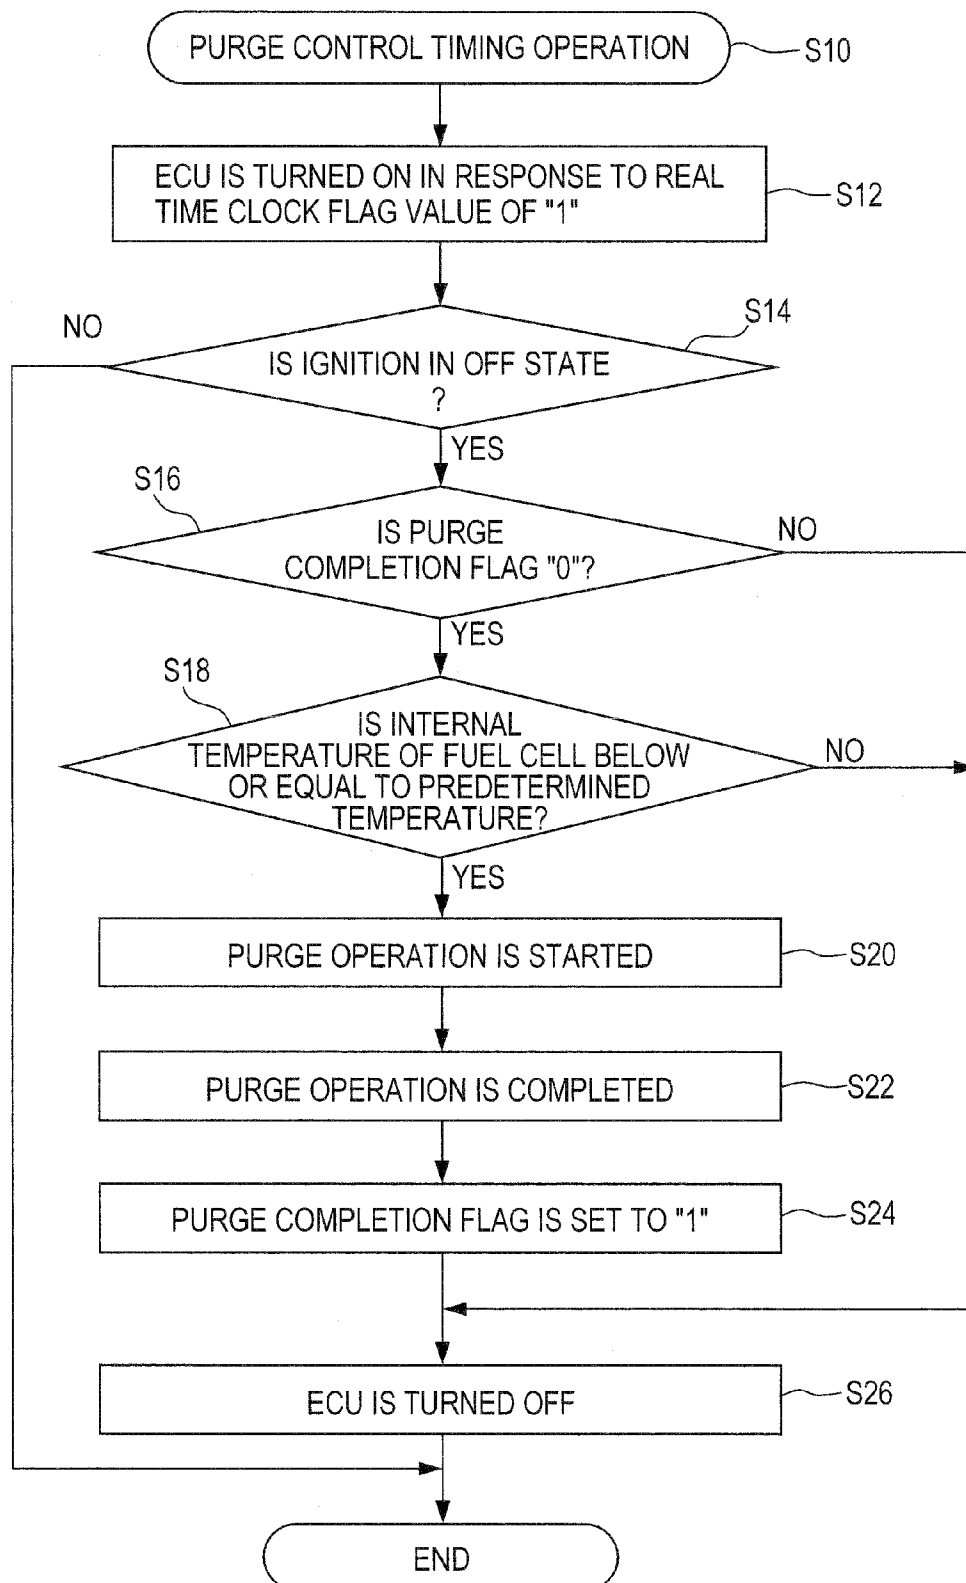 PURGE CONTROL TIMING OPERATION
S10
ECU IS TURNED ON IN RESPONSE TO REAL
TIME CLOCK FLAG VALUE OF "1"
S12
NO
S14
IS IGNITION IN OFF STATE
?
YES
S16
IS PURGE
COMPLETION FLAG "0"?
NO
YES
S18
IS INTERNAL
TEMPERATURE OF FUEL CELL BELOW
OR EQUAL TO PREDETERMINED
TEMPERATURE?
NO
YES
PURGE OPERATION IS STARTED
S20
PURGE OPERATION IS COMPLETED
S22
PURGE COMPLETION FLAG IS SET TO "1"
S24
ECU IS TURNED OFF
S26
END